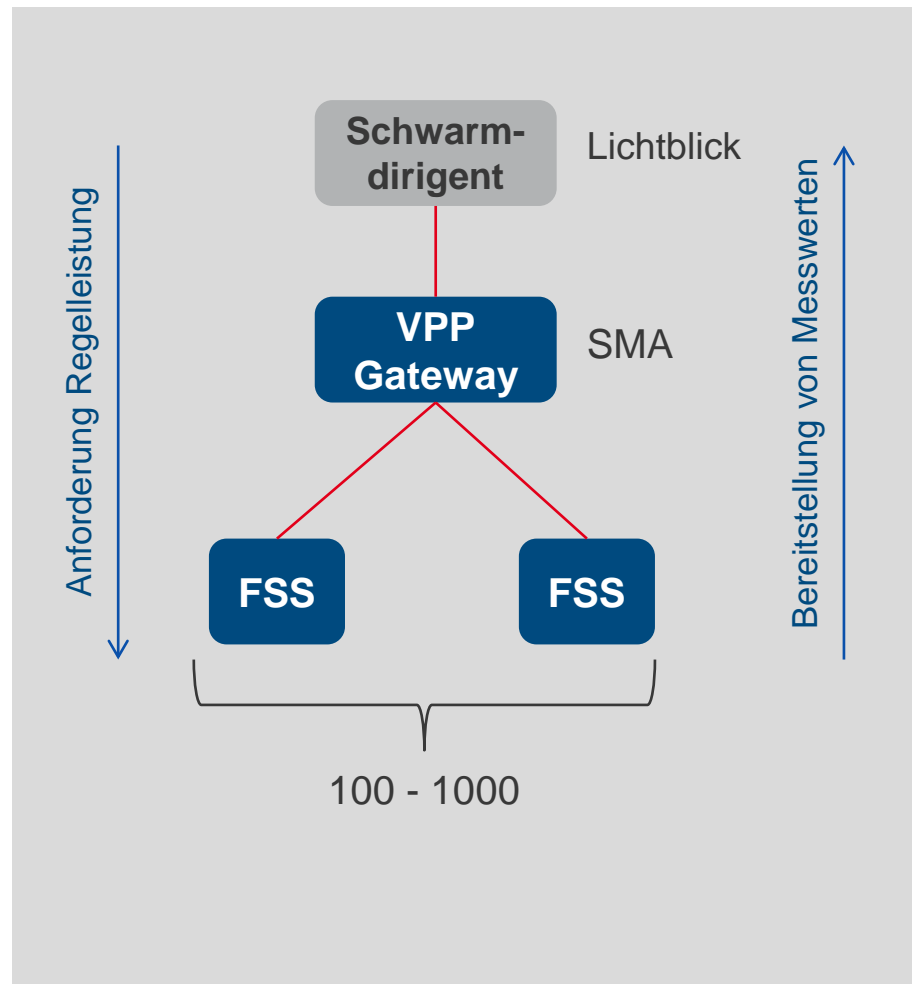 Schwarm-
dirigent
Lichtblick
Anforderung Regelleistung
Bereitstellung von Messwerten
VPP
Gateway
SMA
FSS
FSS
100 - 1000